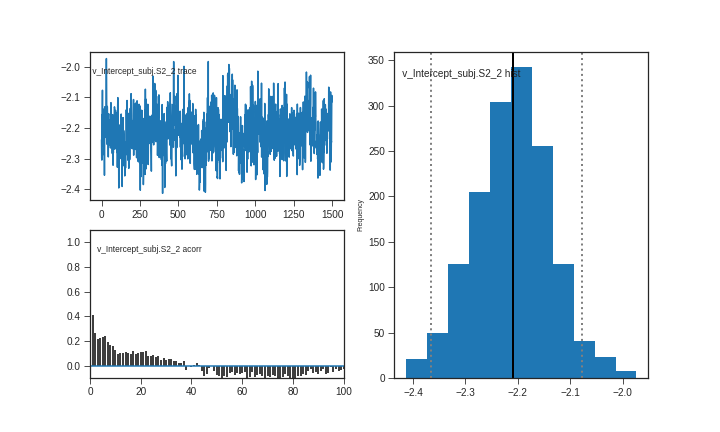 v_Intercept_subj.S2_2 trace
−2.0
−2.1
−2.2
−2.3
−2.4
0 250 500 750 1000 1250 1500
v_Intercept_subj.S2_2 acorr
1.0
0.8
0.6
0.4
0.2
0.0
0 20 40 60 80 100
v_Intercept_subj.S2_2 hist
Frequency
350
300
250
200
150
100
50
0
−2.4 −2.3 −2.2 −2.1 −2.0